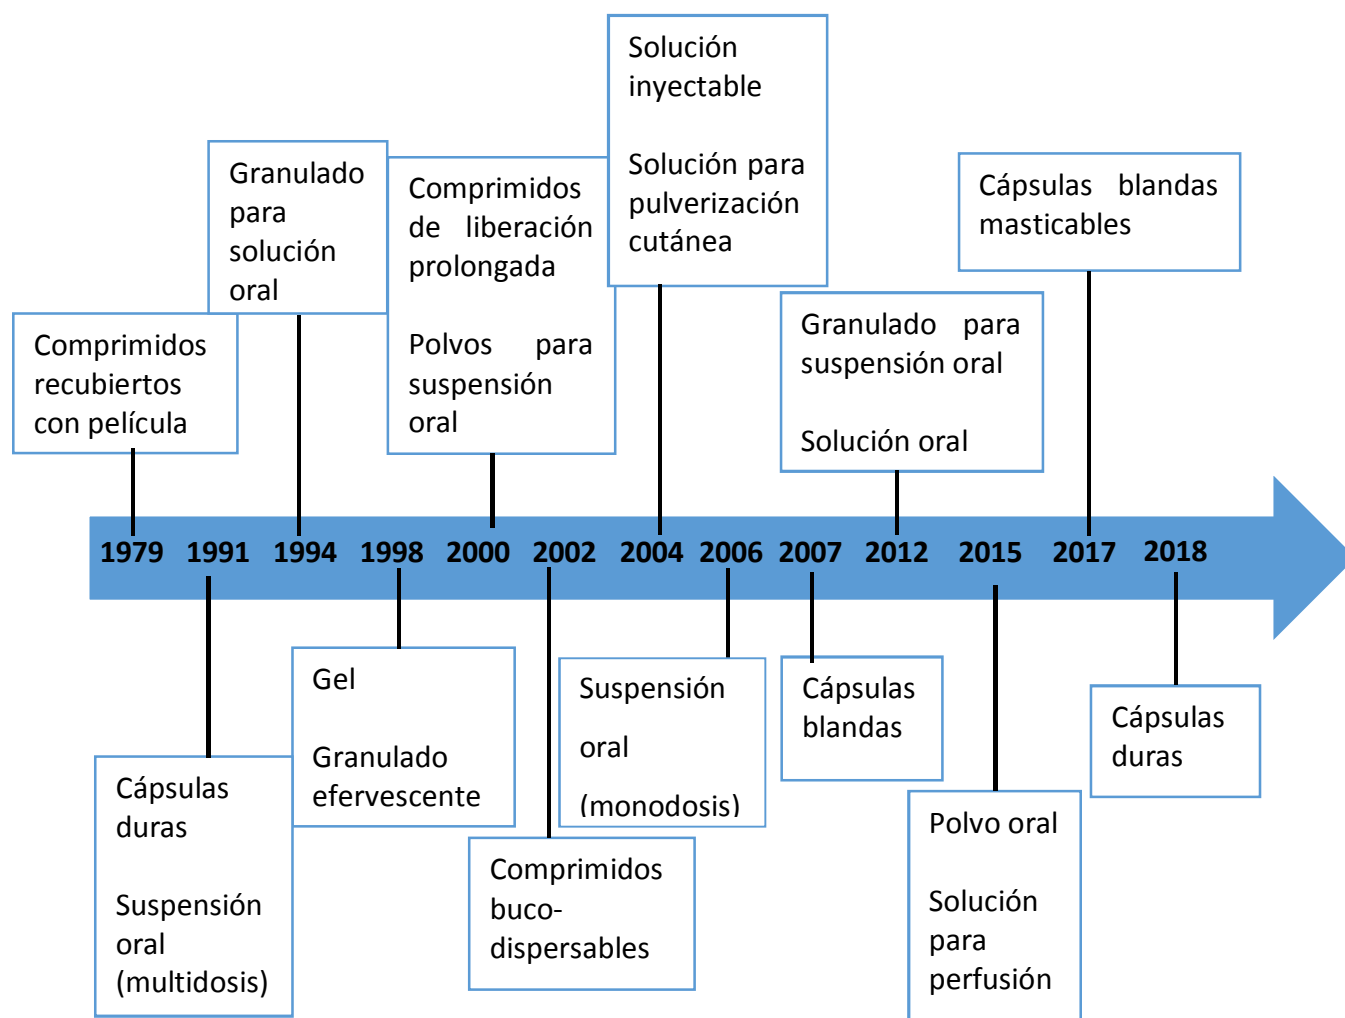 Solución
inyectable
Solución para
pulverización
cutánea
Granulado
para
solución
oral
Comprimidos
de liberación
prolongada
Polvos para
suspensión
oral
Cápsulas blandas
masticables
Granulado para
suspensión oral
Solución oral
Comprimidos
recubiertos
con película
1979 1991 1994 1998 2000 2002 2004 2006 2007 2012 2015 2017 2018
Gel
Granulado
efervescente
Suspensión
oral
(monodosis)
Cápsulas
blandas
Cápsulas
duras
Cápsulas
duras
Suspensión
oral
(multidosis)
Comprimidos
buco-
dispersables
Polvo oral
Solución
para
perfusión